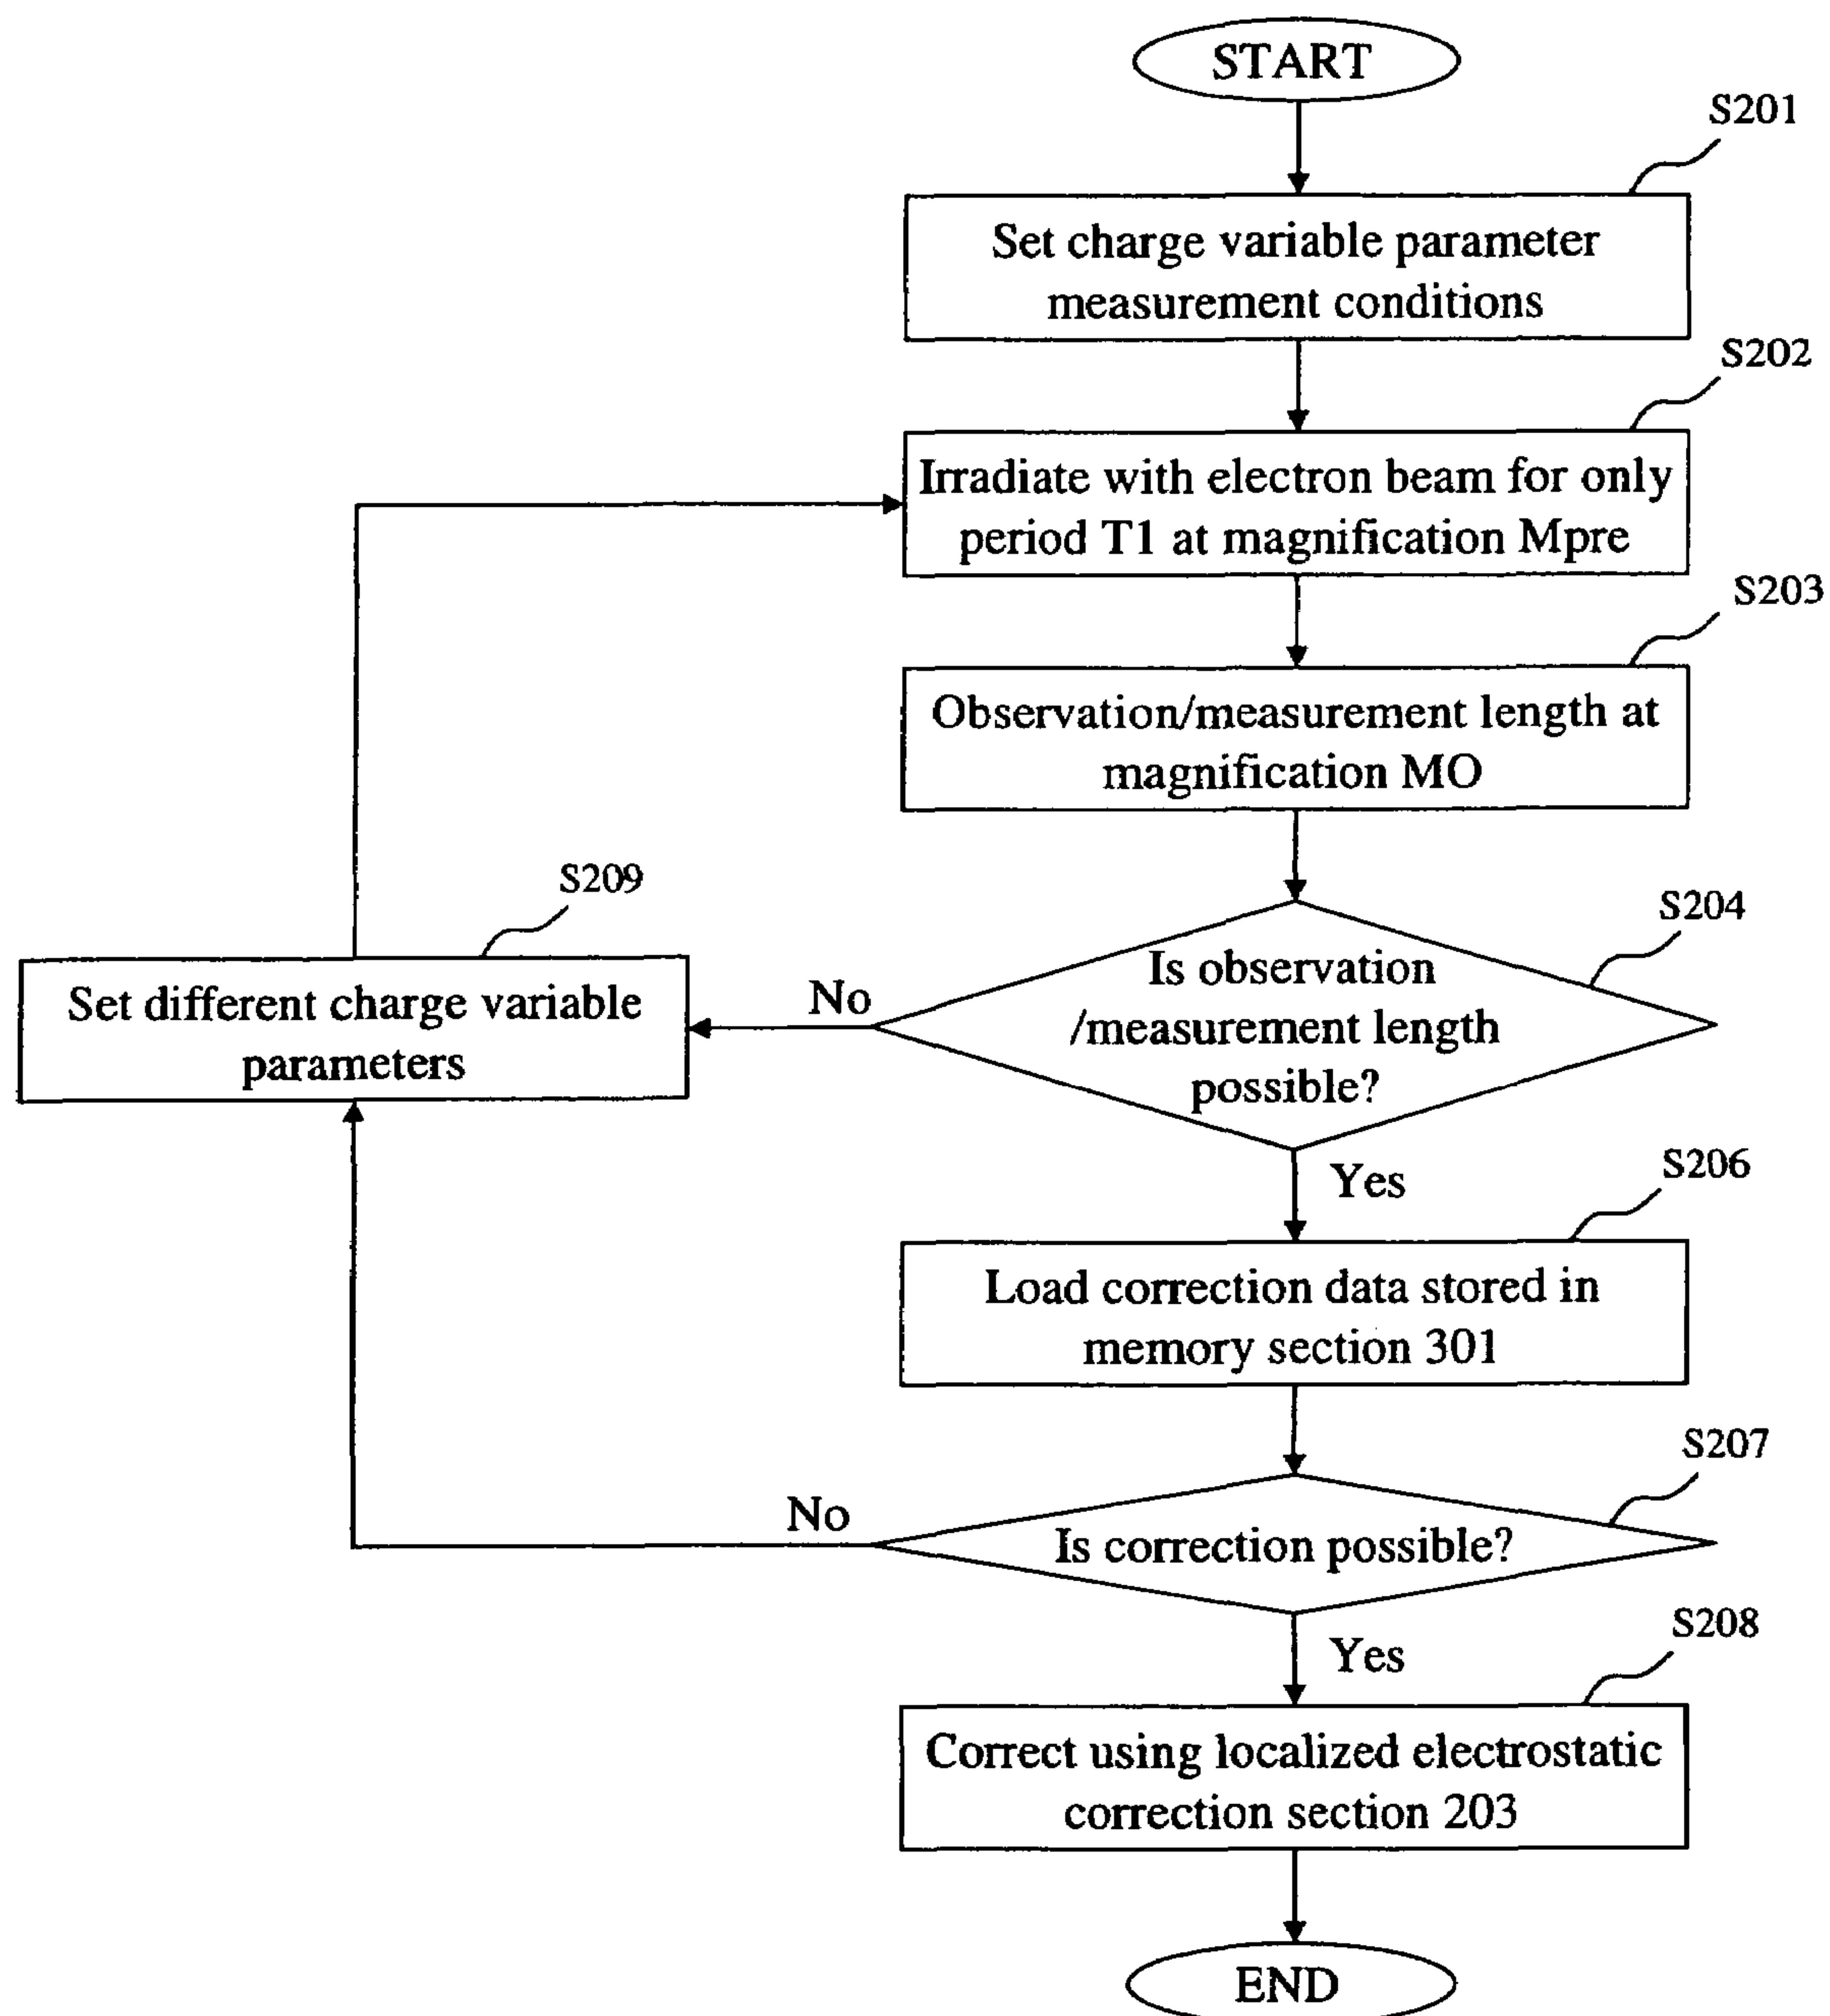 START
S201
Set charge variable parameter
measurement conditions
S202
Irradiate with electron beam for only
period T1 at magnification Mpre
S203
Observation/measurement length at
magnification MO
S204
Is observation
/measurement length
possible?
No
S209
Set different charge variable
parameters
Yes
S206
Load correction data stored in
memory section 301
S207
Is correction possible?
No
Yes
S208
Correct using localized electrostatic
correction section 203
END